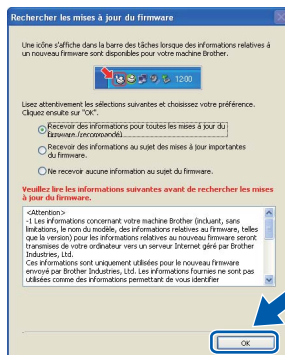 Rechercher les mises à jour du firmware
Une icône s'affiche dans la barre des tâches lorsque des informations relatives à
un nouveau firmware sont disponibles pour votre machine Brother.
12:00
Lisez attentivement les sélections suivantes et choisissez votre préférence.
Cliquez ensuite sur "OK".
Recevoir des informations pour toutes les mises à jour du
firmware.(recommandé)
Recevoir des informations au sujet des mises à jour importantes
du firmware.
Ne recevoir aucune information au sujet du firmware.
Veuillez lire les informations suivantes avant de rechercher les mises
à jour du firmware.
<Attention>
-1 Les informations concernant votre machine Brother (incluant, sans
limitations, le nom du modèle, des informations relatives au firmware, telles
que la version) pour les informations relatives au nouveau firmware seront
transmises de votre ordinateur vers un serveur Internet géré par Brother
Industries, Ltd.
Ces informations sont uniquement utilisées pour le nouveau firmware
envoyé par Brother Industries, Ltd. Les informations fournies ne sont pas
utilisées comme des informations permettant de vous identifier
OK